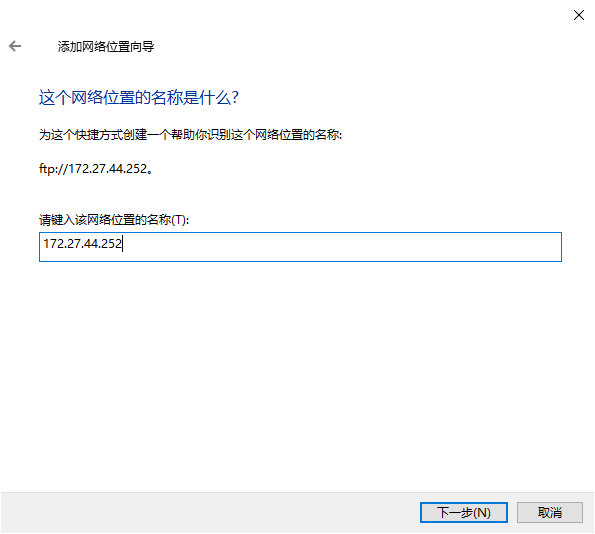 添加网络位置向导
这个网络位置的名称是什么?
为这个快捷方式创建一个帮助你识别这个网络位置的名称:
ftp://172.27.44.252。
请键入该网络位置的名称(T):
172.27.44.252
下一步(N)
取消